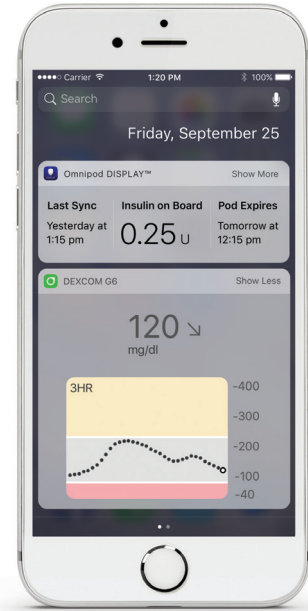 Carrier 1:20 PM 100%
Search
Friday, September 25
Omnipod DISPLAY™ Show More
Last Sync Insulin on Board Pod Expires
Yesterday at 1:15 pm 0.25 U Tomorrow at 12:15 pm
DEXCOM G6 Show Less
120
mg/dl
3HR
-400
-300
-200
-100
-40